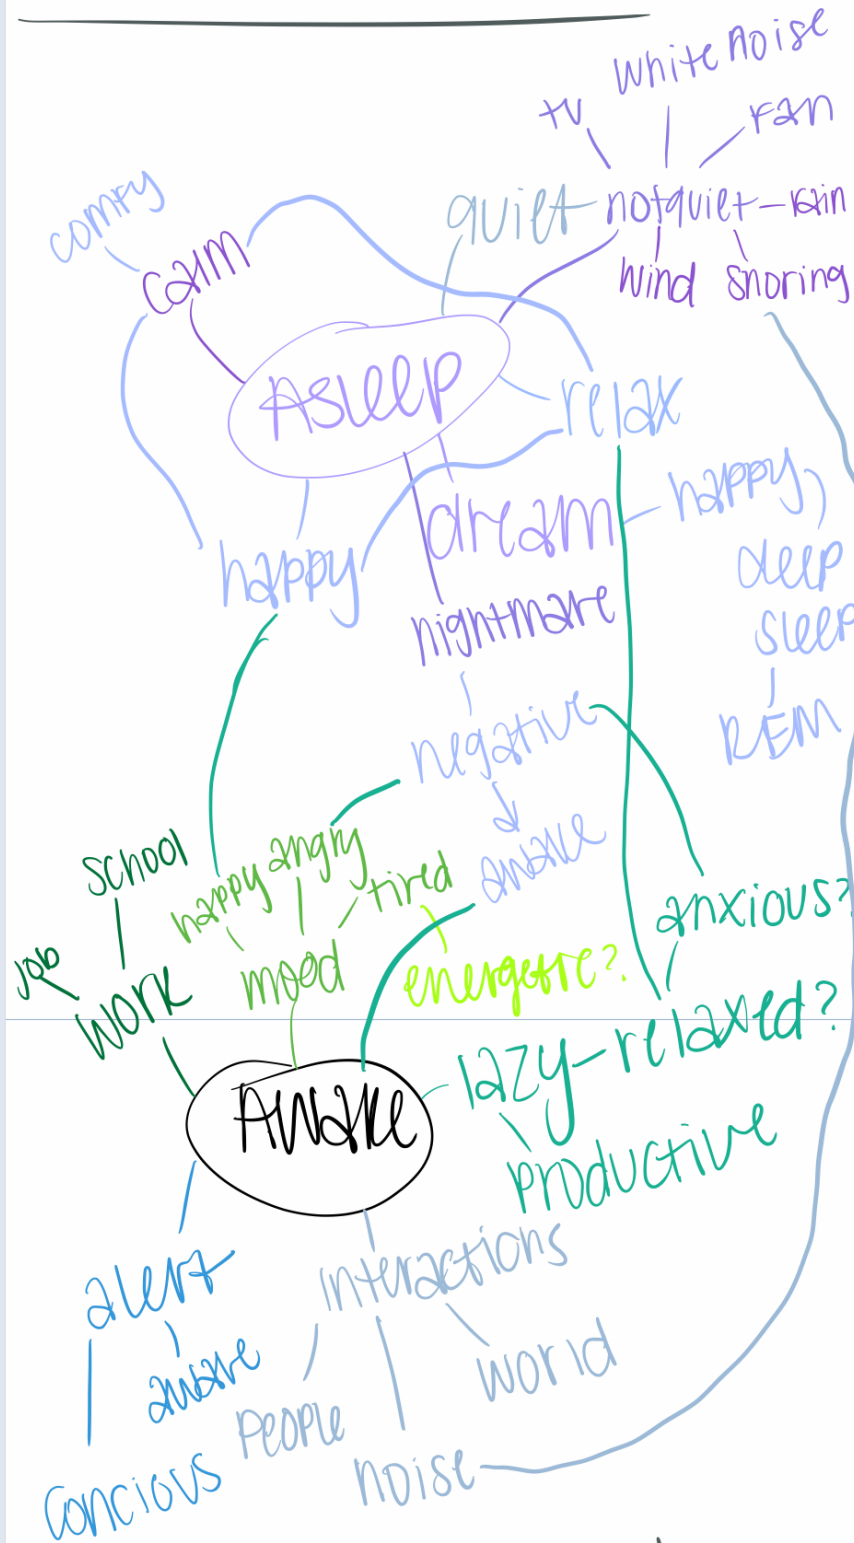 white noise
tv
fan
comfy
quiet
not quiet
rain
calm
wind
snoring
Asleep
relax
happy
dream
happy
deep
sleep
nightmare
negative
REM
awake
school
happy
angry
tired
anxious?
job
work
mood
energetic?
lazy-relaxed?
Awake
productive
alert
interactions
aware
world
people
concious
noise